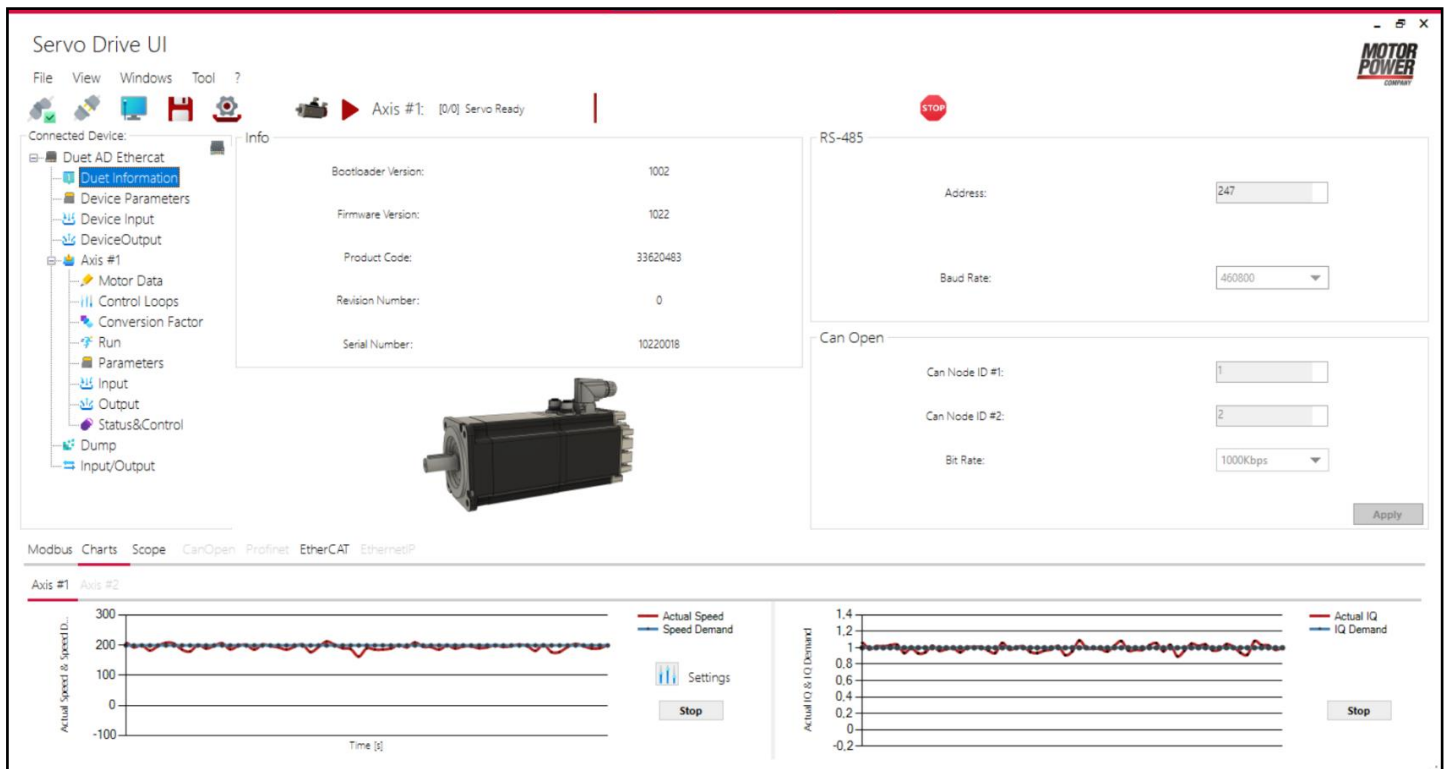 Servo Drive UI
MOTOR
POWER
COMPANY
File View Windows Tool ?
Axis #1: [0/0] Servo Ready
STOP
Connected Device:
Duet AD Ethercat
Duet Information
Device Parameters
Device Input
DeviceOutput
Axis #1
Motor Data
Control Loops
Conversion Factor
Run
Parameters
Input
Output
Status&Control
Dump
Input/Output
Info
Bootloader Version: 1002
Firmware Version: 1022
Product Code: 33620483
Revision Number: 0
Serial Number: 10220018
RS-485
Address: 247
Baud Rate: 460800
Can Open
Can Node ID #1: 1
Can Node ID #2: 2
Bit Rate: 1000Kbps
Apply
Modbus Charts Scope CanOpen Profinet EtherCAT EthernetIP
Axis #1 Axis #2
Actual Speed & Speed D...
300
200
100
0
-100
Time [s]
Actual Speed
Speed Demand
Settings
Stop
Actual IQ & IQ Demand
1,4
1,2
1
0,8
0,6
0,4
0,2
0
-0,2
Actual IQ
IQ Demand
Stop